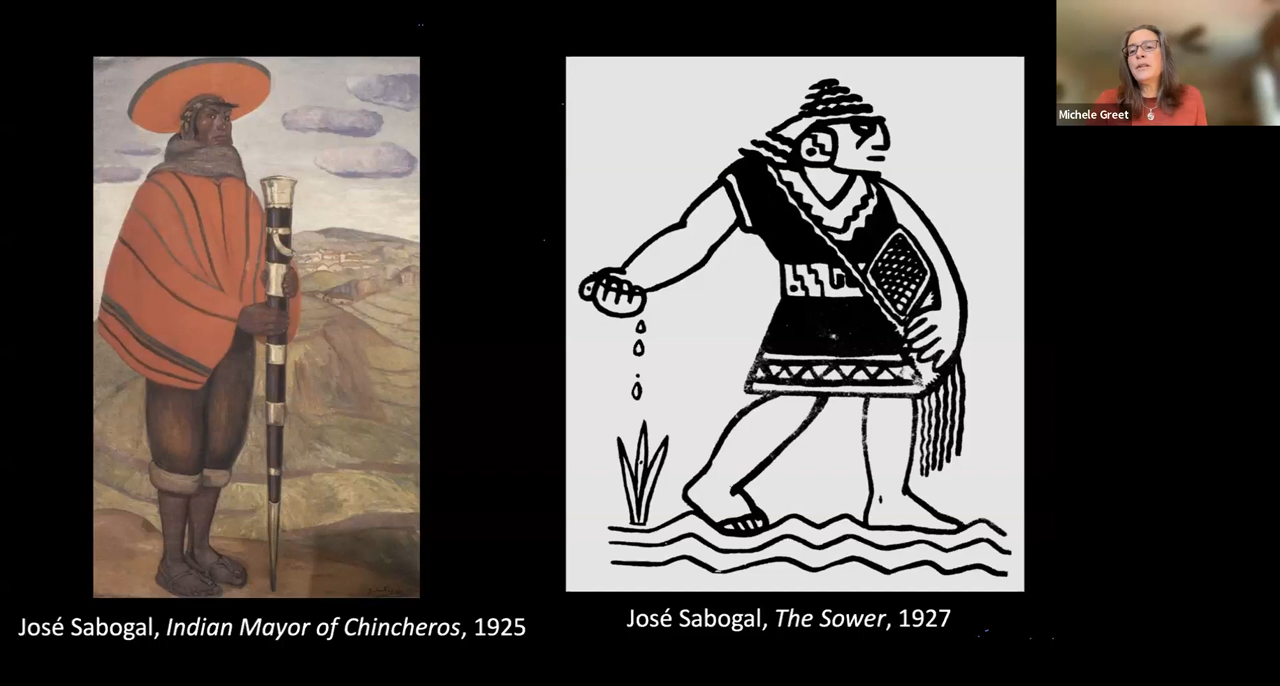 Michele Greet
José Sabogal, Indian Mayor of Chincheros, 1925
José Sabogal, The Sower, 1927